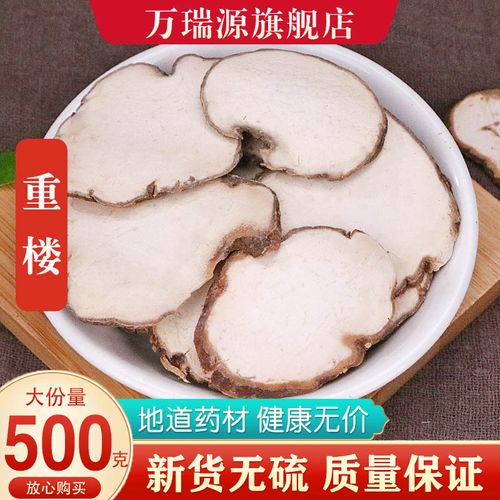 万瑞源旗舰店
重楼
大份量
500克
放心购买
地道药材 健康无价
新货无硫 质量保证